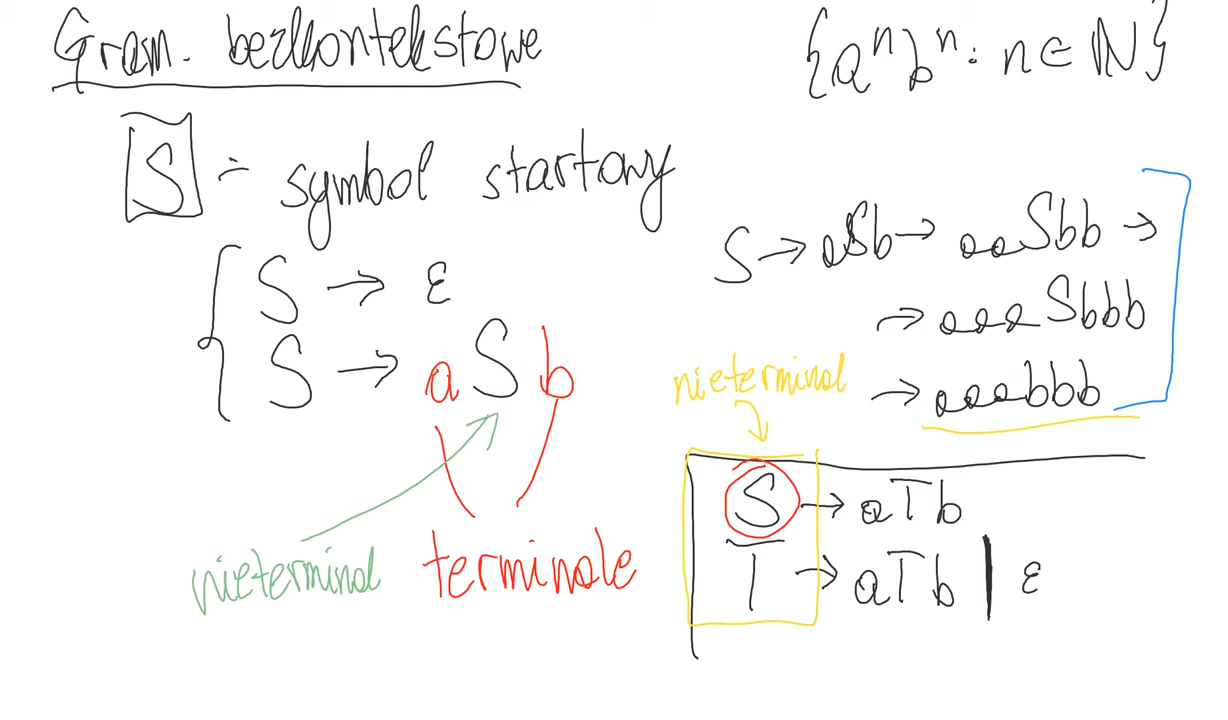 Gram. bezkontekstowe
{aⁿbⁿ : n ∈ ℕ}
S - symbol startowy
S → ε
S → aSb
nieterminal
terminale
S → aSb → aaSbb →
→ aaaSbbb
→ aaabbb
nieterminal
S → aTb
T → aTb | ε